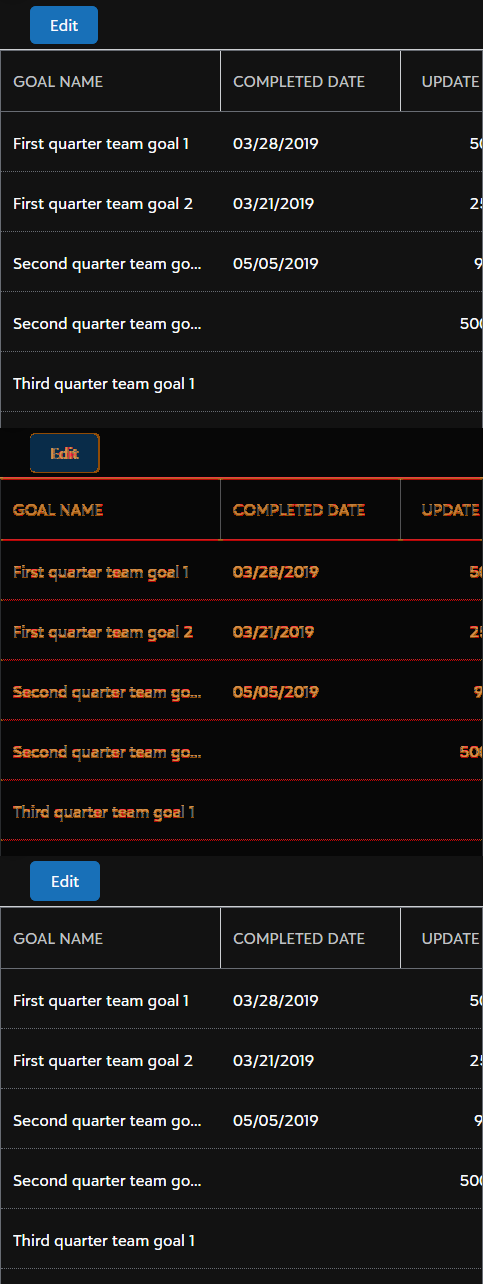 Edit
GOAL NAME COMPLETED DATE UPDATE
First quarter team goal 1 03/28/2019
First quarter team goal 2 03/21/2019
Second quarter team go... 05/05/2019 9
Second quarter team go... 500
Third quarter team goal 1
Edit
GOAL NAME COMPLETED DATE UPDATE
First quarter team goal 1 03/28/2019
First quarter team goal 2 03/21/2019
Second quarter team go... 05/05/2019 9
Second quarter team go... 500
Third quarter team goal 1
Edit
GOAL NAME COMPLETED DATE UPDATE
First quarter team goal 1 03/28/2019
First quarter team goal 2 03/21/2019
Second quarter team go... 05/05/2019 9
Second quarter team go... 500
Third quarter team goal 1